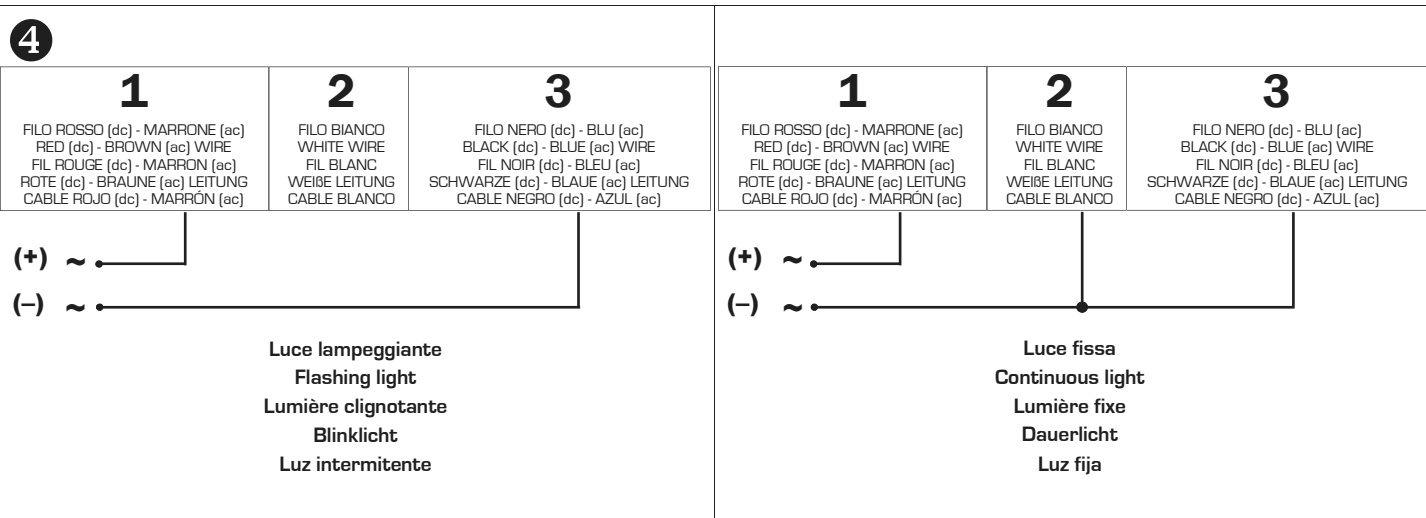 4
1
FILO ROSSO (dc) - MARRONE (ac)
RED (dc) - BROWN (ac) WIRE
FIL ROUGE (dc) - MARRON (ac)
ROTE (dc) - BRAUNE (ac) LEITUNG
CABLE ROJO (dc) - MARRÓN (ac)
2
FILO BIANCO
WHITE WIRE
FIL BLANC
WEIßE LEITUNG
CABLE BLANCO
3
FILO NERO (dc) - BLU (ac)
BLACK (dc) - BLUE (ac) WIRE
FIL NOIR (dc) - BLEU (ac)
SCHWARZE (dc) - BLAUE (ac) LEITUNG
CABLE NEGRO (dc) - AZUL (ac)
(+) ~
(–) ~
Luce lampeggiante
Flashing light
Lumière clignotante
Blinklicht
Luz intermitente
1
FILO ROSSO (dc) - MARRONE (ac)
RED (dc) - BROWN (ac) WIRE
FIL ROUGE (dc) - MARRON (ac)
ROTE (dc) - BRAUNE (ac) LEITUNG
CABLE ROJO (dc) - MARRÓN (ac)
2
FILO BIANCO
WHITE WIRE
FIL BLANC
WEIßE LEITUNG
CABLE BLANCO
3
FILO NERO (dc) - BLU (ac)
BLACK (dc) - BLUE (ac) WIRE
FIL NOIR (dc) - BLEU (ac)
SCHWARZE (dc) - BLAUE (ac) LEITUNG
CABLE NEGRO (dc) - AZUL (ac)
(+) ~
(–) ~
Luce fissa
Continuous light
Lumière fixe
Dauerlicht
Luz fija